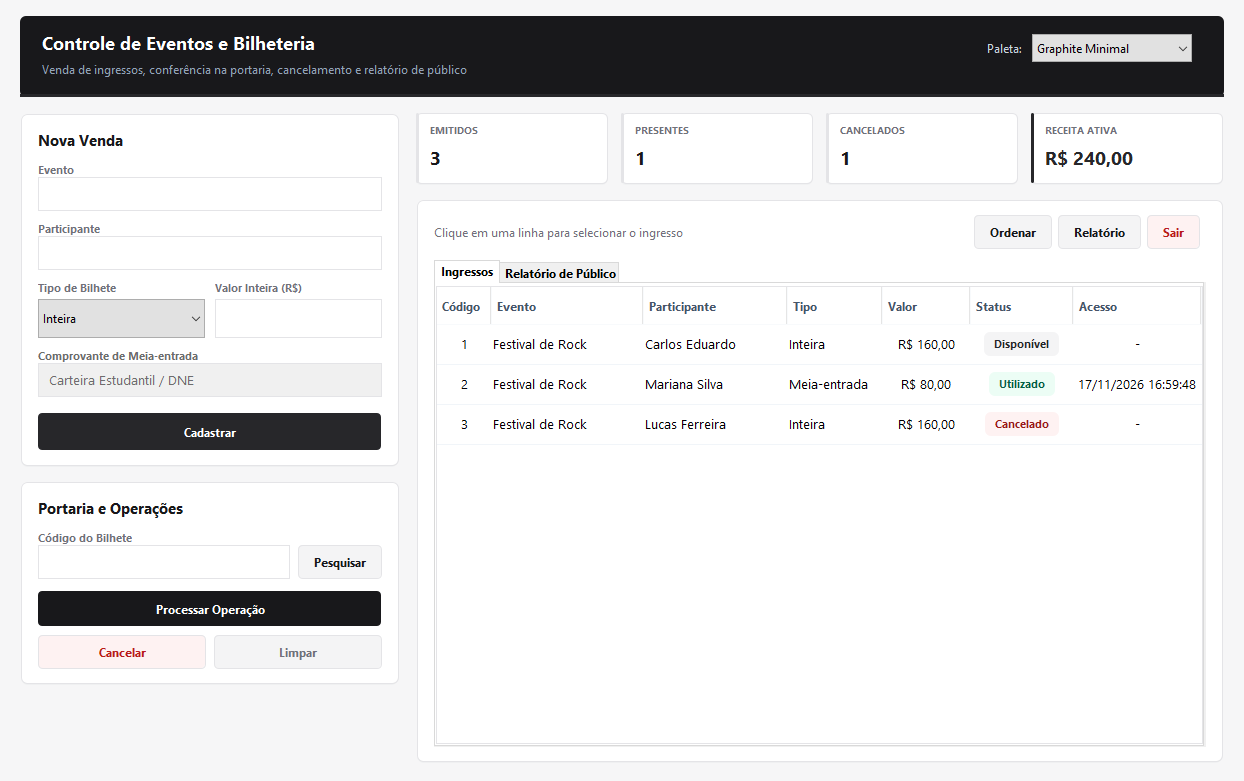 Controle de Eventos e Bilheteria
Venda de ingressos, conferência na portaria, cancelamento e relatório de público
Paleta: Graphite Minimal
Nova Venda
Evento
Participante
Tipo de Bilhete Valor Inteira (R$)
Inteira
Comprovante de Meia-entrada
Carteira Estudantil / DNE
Cadastrar
Portaria e Operações
Código do Bilhete
Pesquisar
Processar Operação
Cancelar Limpar
EMITIDOS PRESENTES CANCELADOS RECEITA ATIVA
3 1 1 R$ 240,00
Clique em uma linha para selecionar o ingresso Ordenar Relatório Sair
Ingressos Relatório de Público
Código Evento Participante Tipo Valor Status Acesso
1 Festival de Rock Carlos Eduardo Inteira R$ 160,00 Disponível -
2 Festival de Rock Mariana Silva Meia-entrada R$ 80,00 Utilizado 17/11/2026 16:59:48
3 Festival de Rock Lucas Ferreira Inteira R$ 160,00 Cancelado -